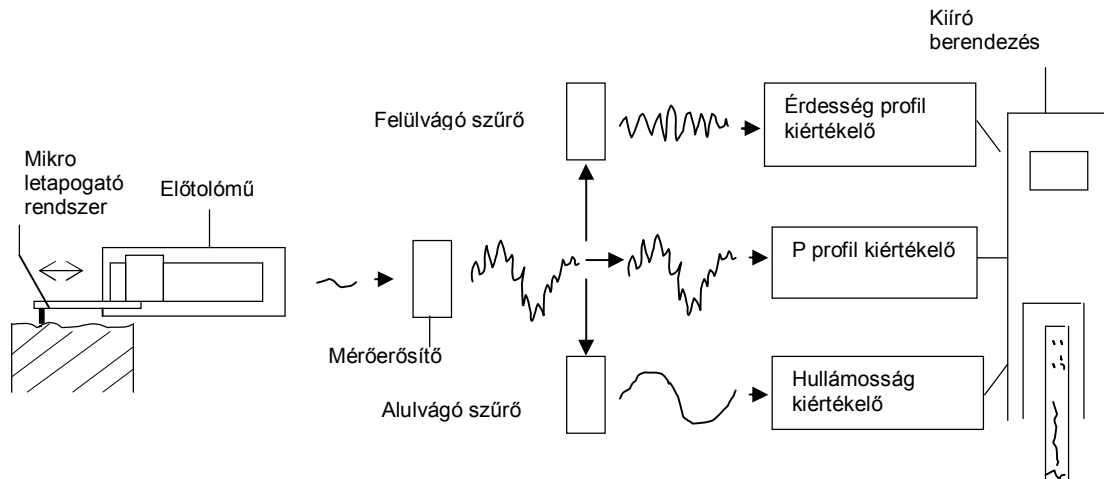 Kiíró
berendezés
Felülvágó szűrő
Érdesség profil
kiértékelő
Mikro
letapogató
rendszer
Előtolómű
P profil kiértékelő
Mérőerősítő
Alulvágó szűrő
Hullámosság
kiértékelő